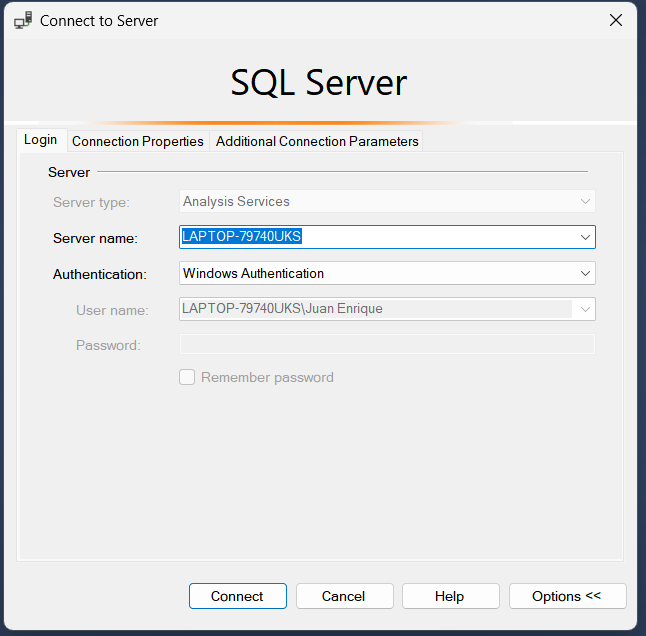 Connect to Server
SQL Server
Login Connection Properties Additional Connection Parameters
Server
Server type: Analysis Services
Server name: LAPTOP-79740UKS
Authentication: Windows Authentication
User name: LAPTOP-79740UKS\Juan Enrique
Password:
Remember password
Connect Cancel Help Options <<